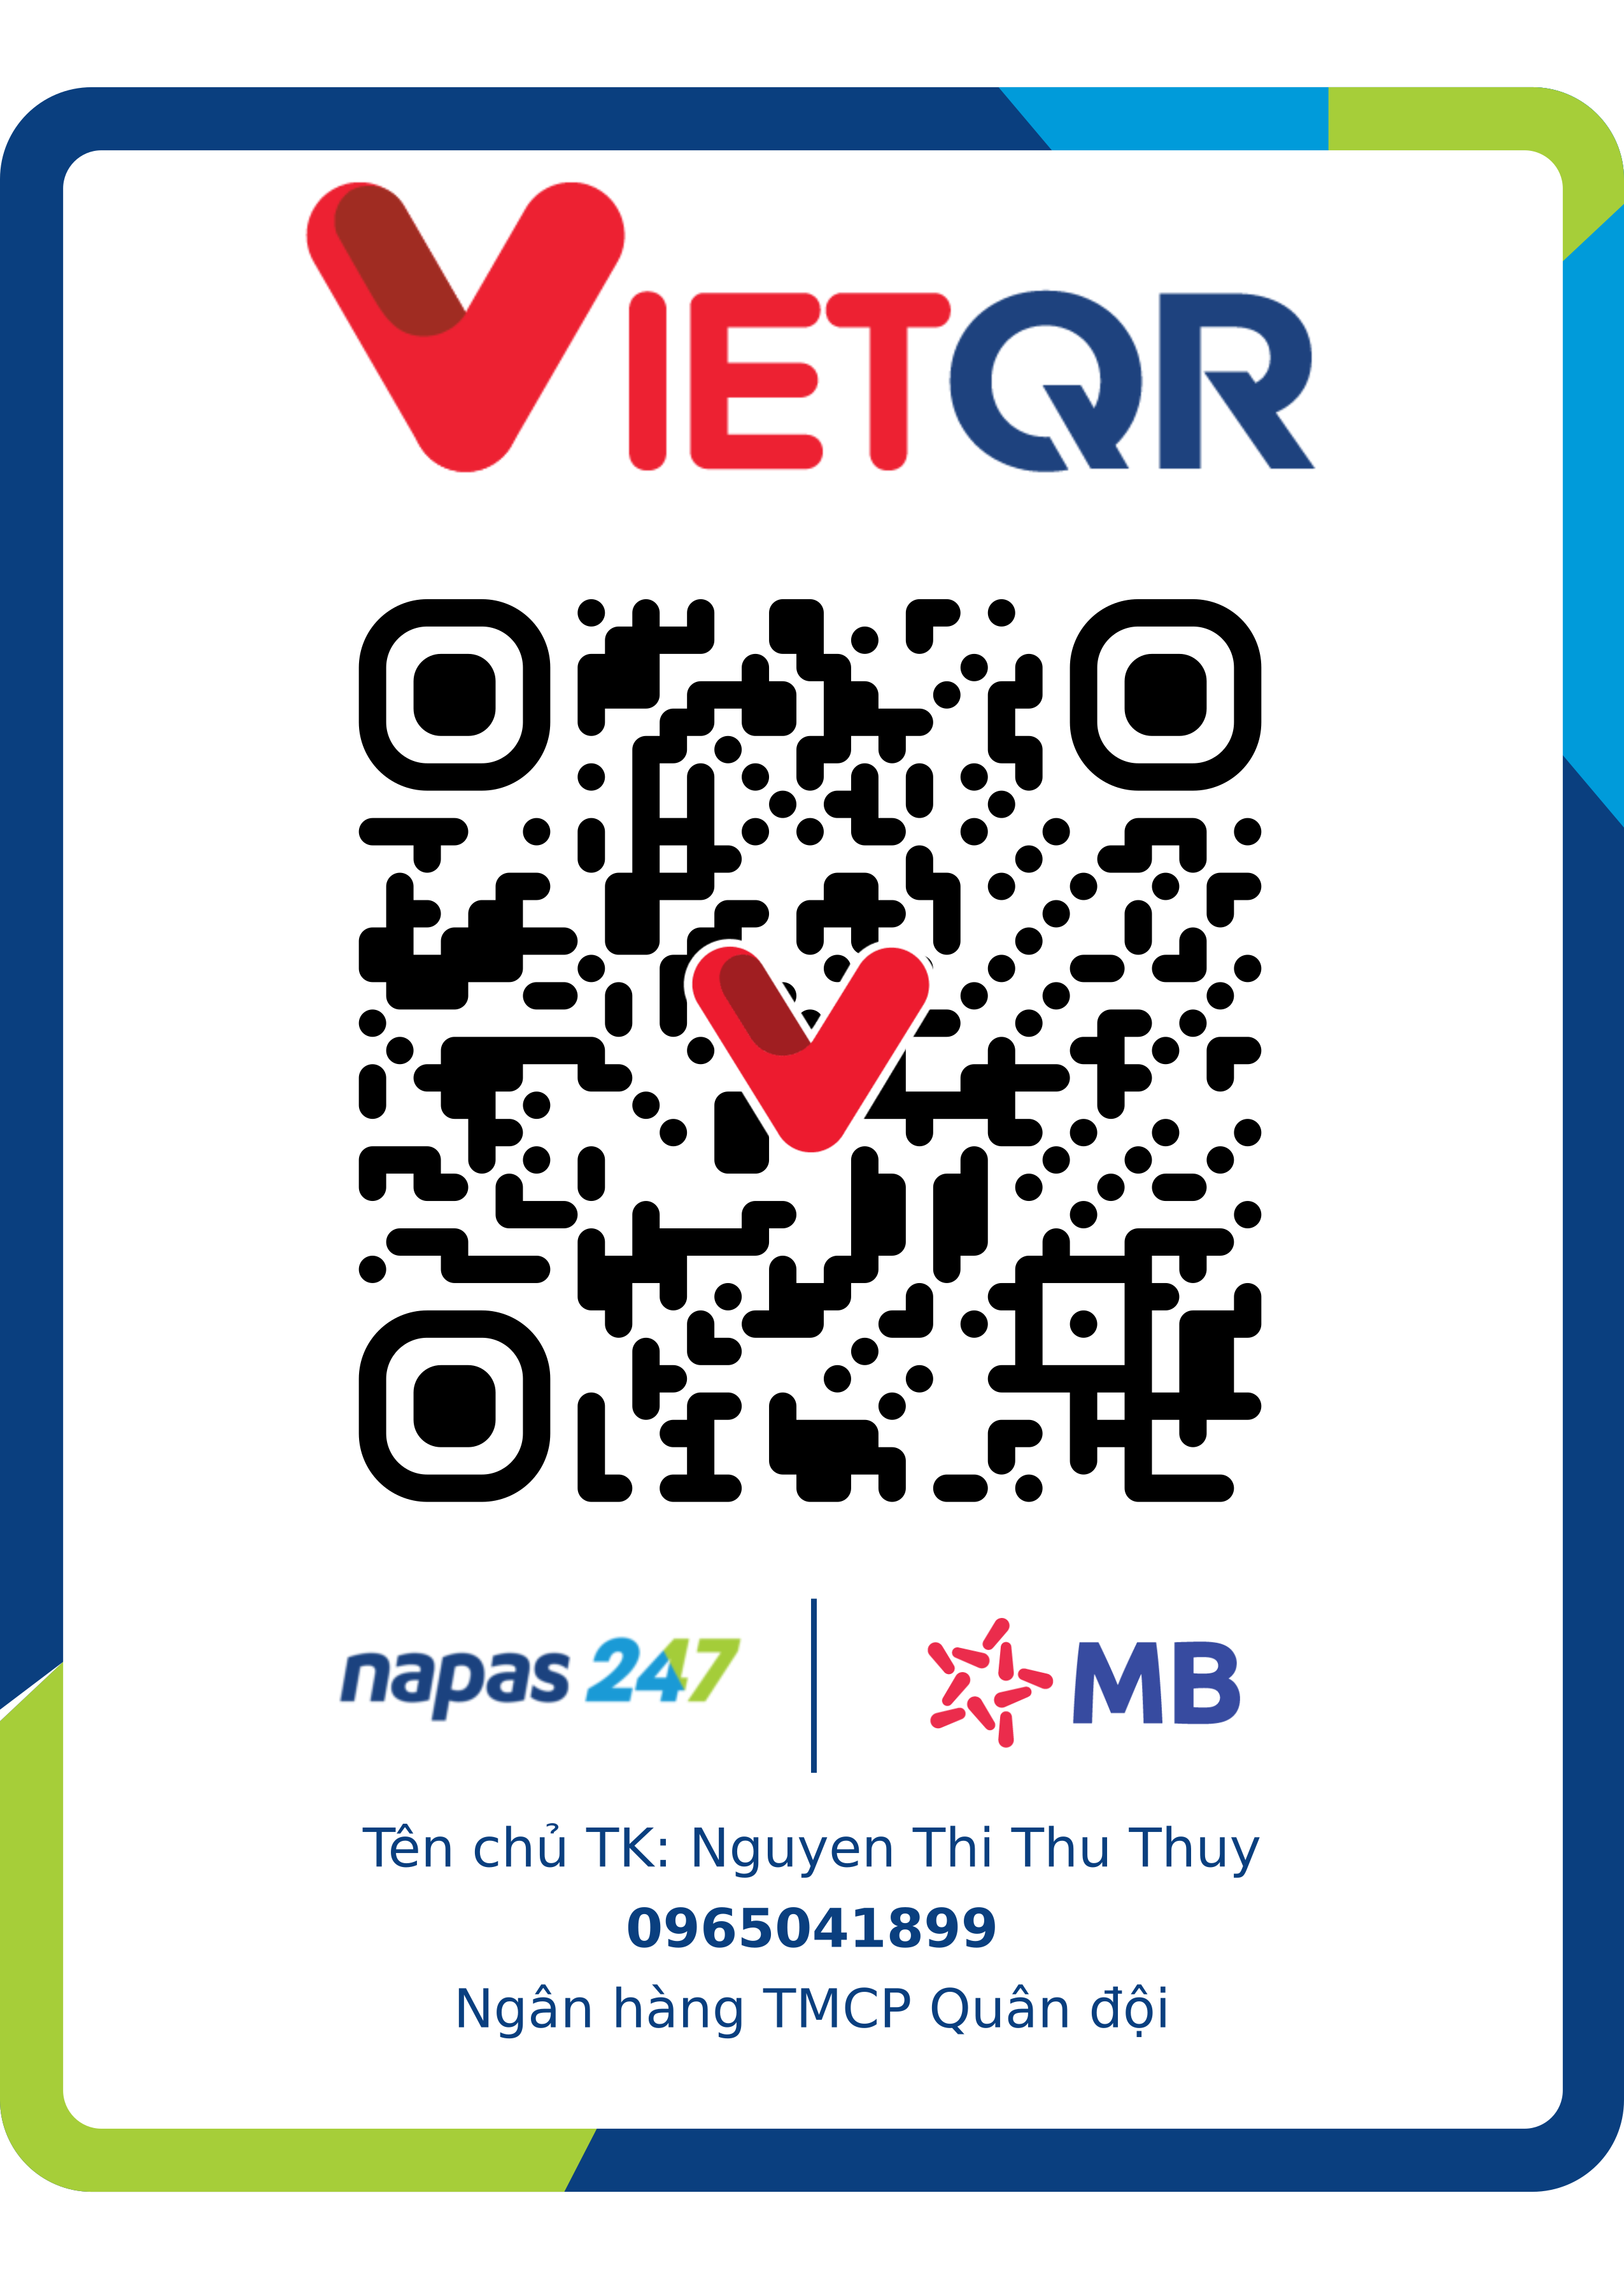 VIETQR
napas 247
MB
Tên chủ TK: Nguyen Thi Thu Thuy
0965041899
Ngân hàng TMCP Quân đội